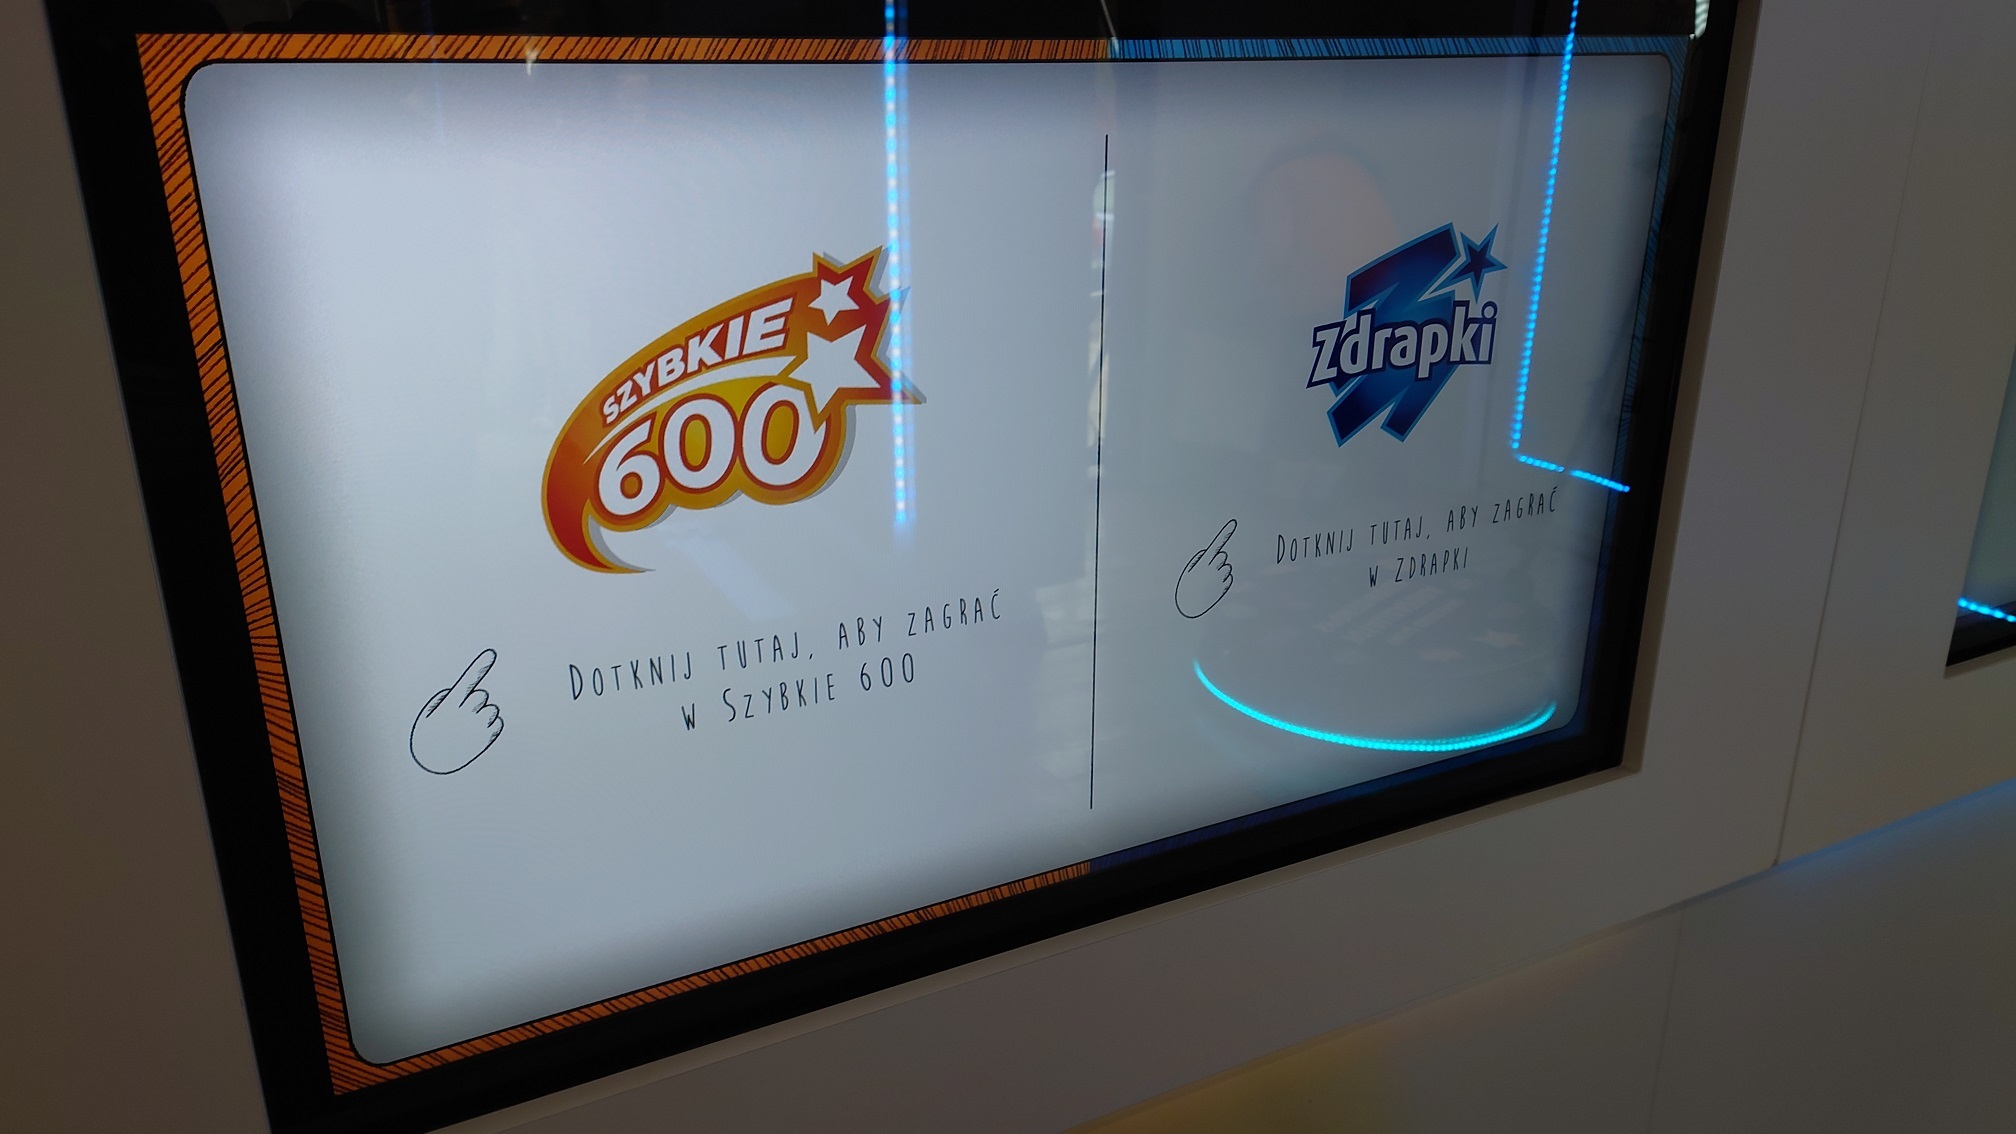 SZYBKIE
600
Dotknij tutaj, aby zagrać
w Szybkie 600
Zdrapki
Dotknij tutaj, aby zagrać
w Zdrapki